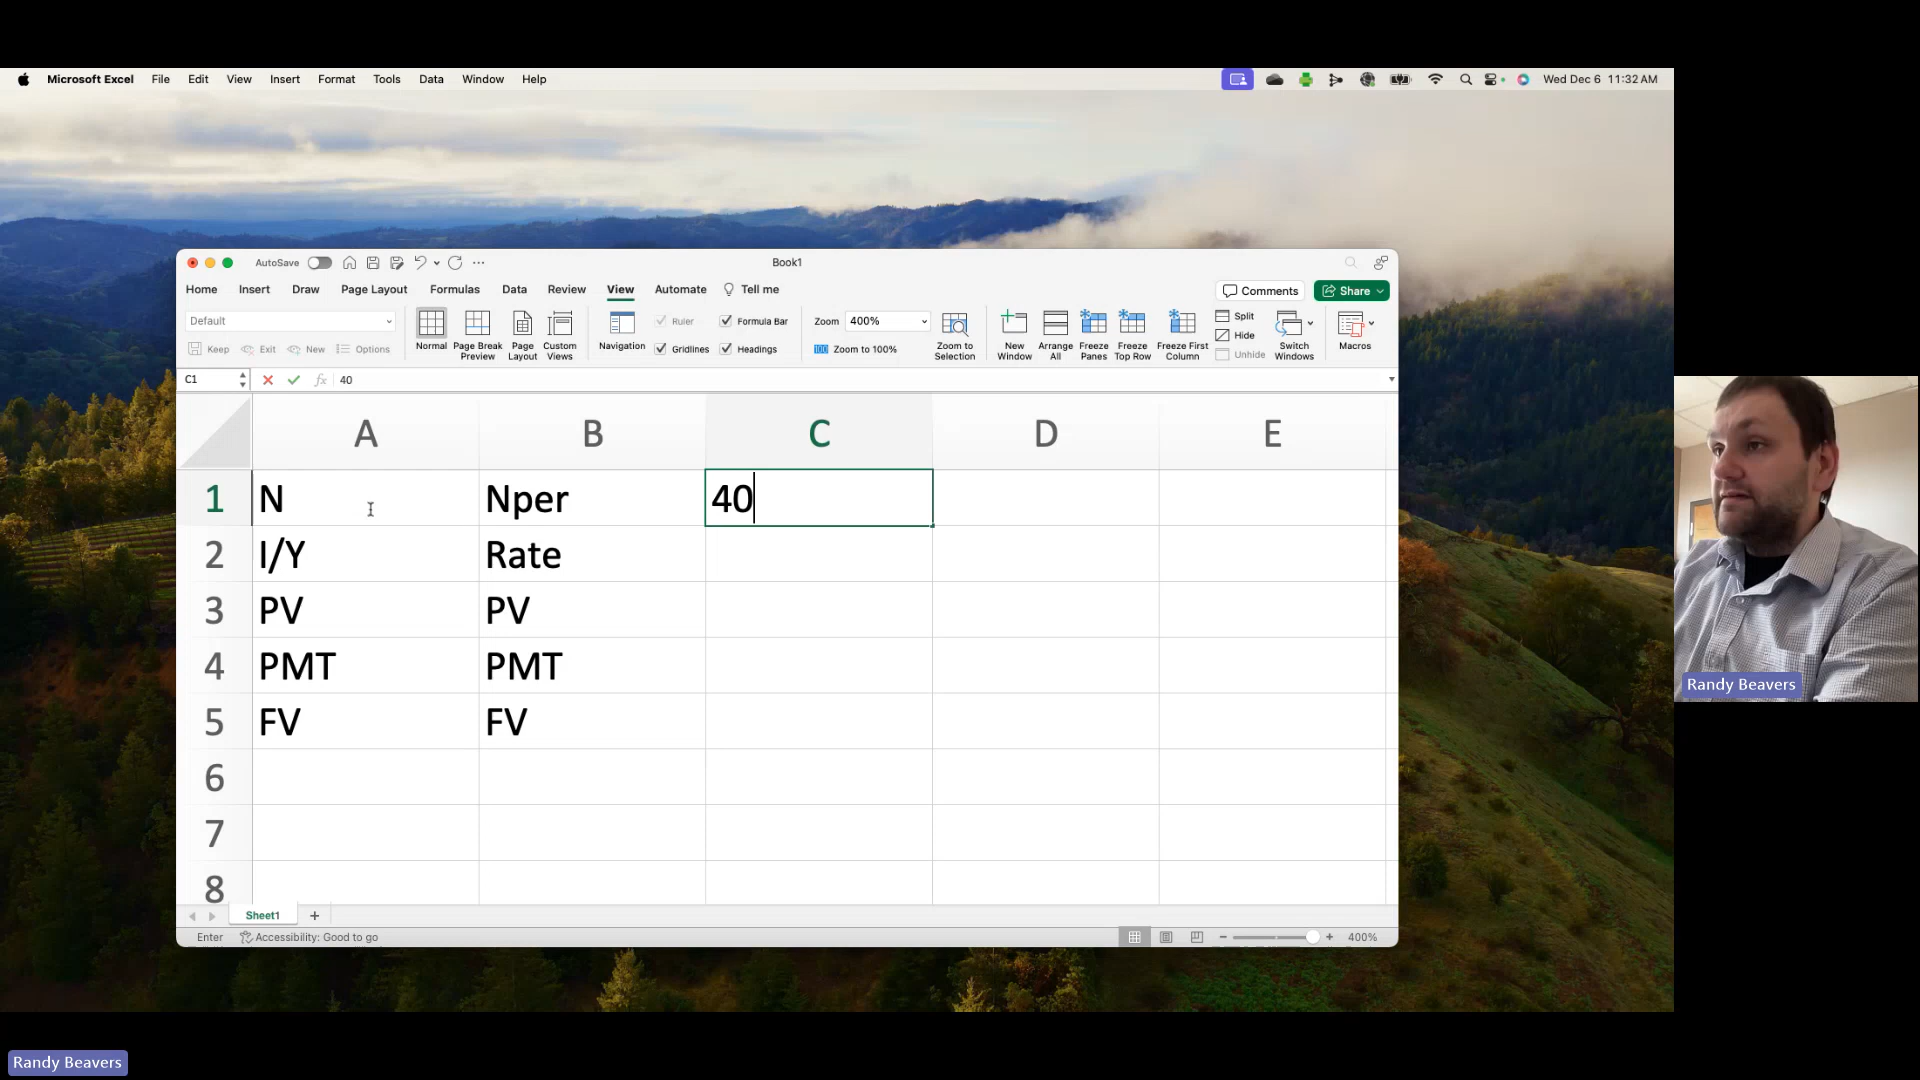 Microsoft Excel File Edit View Insert Format Tools Data Window Help
Wed Dec 6 11:32 AM
AutoSave
Book1
Home Insert Draw Page Layout Formulas Data Review View Automate Tell me
Comments Share
Default
Keep Exit New Options
Normal
Page Break Preview
Page Layout
Custom Views
Navigation
Ruler Formula Bar
Gridlines Headings
Zoom 400%
100 Zoom to 100%
Zoom to Selection
New Window
Arrange All
Freeze Panes
Freeze Top Row
Freeze First Column
Split
Hide
Unhide
Switch Windows
Macros
C1 fx 40
A B C D E
1 N Nper 40
2 I/Y Rate
3 PV PV
4 PMT PMT
5 FV FV
6
7
8
Sheet1
Enter Accessibility: Good to go 400%
Randy Beavers
Randy Beavers